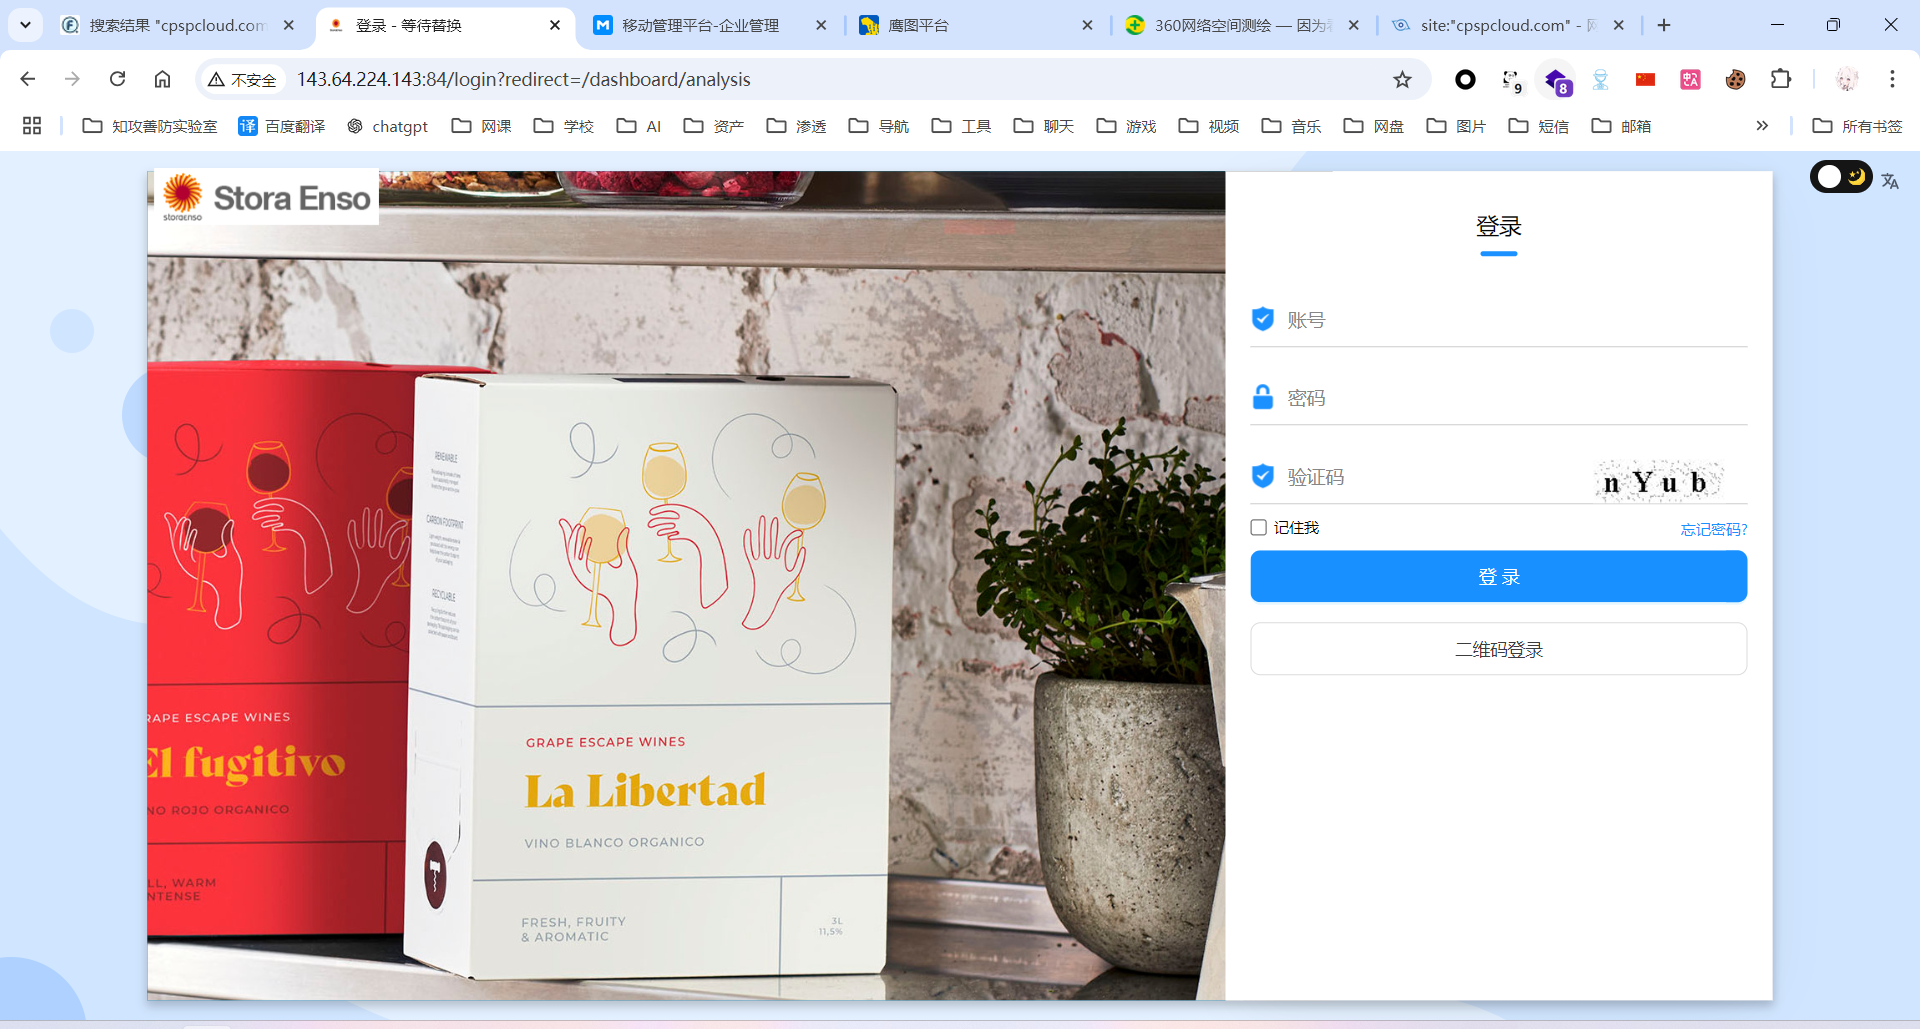 搜索结果 "cpspcloud.com
登录 - 等待替换
移动管理平台-企业管理
鹰图平台
360网络空间测绘 — 因为
site:"cpspcloud.com" -
不安全
143.64.224.143:84/login?redirect=/dashboard/analysis
9
8
知攻善防实验室
译 百度翻译
chatgpt
网课
学校
AI
资产
渗透
导航
工具
聊天
游戏
视频
音乐
网盘
图片
短信
邮箱
所有书签
storaenso
Stora Enso
RENEWABLE
CARBON FOOTPRINT
RECYCLABLE
RAPE ESCAPE WINES
El fugitivo
NO ROJO ORGANICO
LL, WARM
NTENSE
GRAPE ESCAPE WINES
La Libertad
VINO BLANCO ORGANICO
FRESH, FRUITY
& AROMATIC
3L
11,5%
登录
账号
密码
验证码
n Y u b
记住我
忘记密码?
登 录
二维码登录